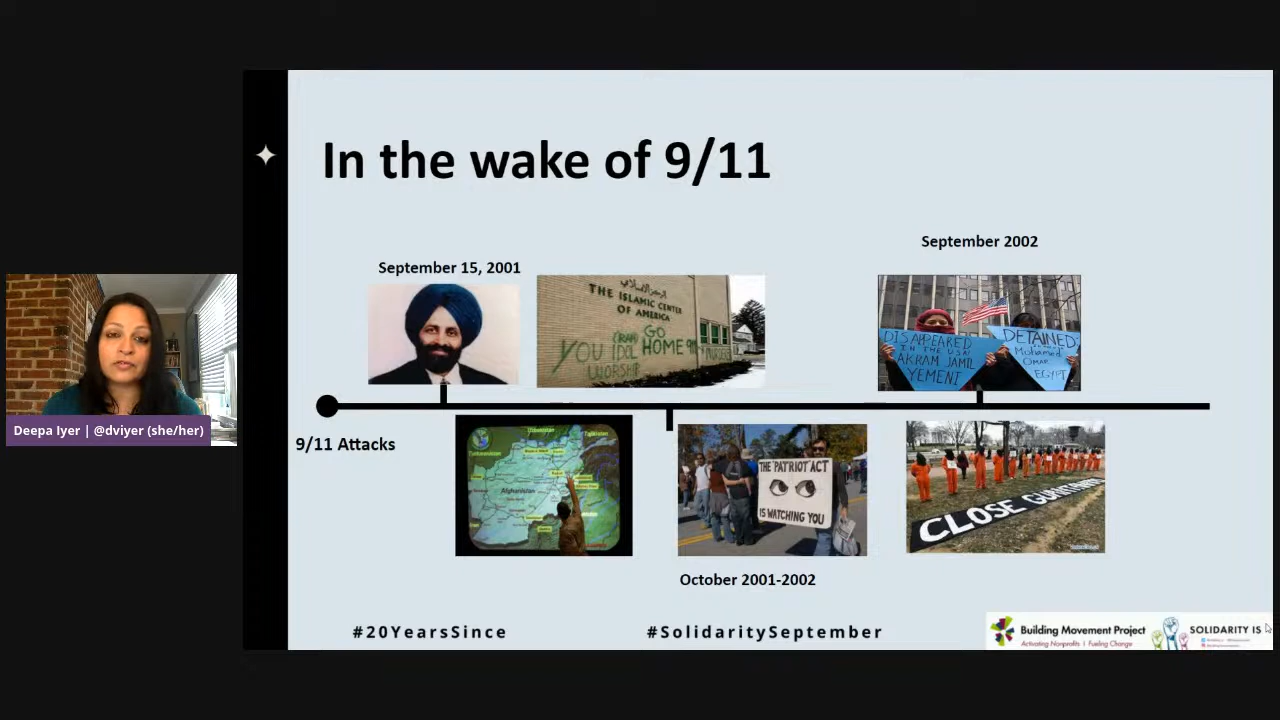 In the wake of 9/11
September 2002
September 15, 2001
THE ISLAMIC CENTER
OF AMERICA
GO
HOME
YOU IDOL
WORSHIP
DISAPPEARED
IN THE USA:
AKRAM JAMIL
YEMENT
DETAINED:
Mohamed
OMAR
EGYPT
Deepa Iyer | @dviyer (she/her)
9/11 Attacks
Afghanistan
THE PATRIOT ACT
IS WATCHING YOU
CLOSE
October 2001-2002
#20YearsSince
#SolidaritySeptember
Building Movement Project
Activating Nonprofits | Fueling Change
SOLIDARITY IS